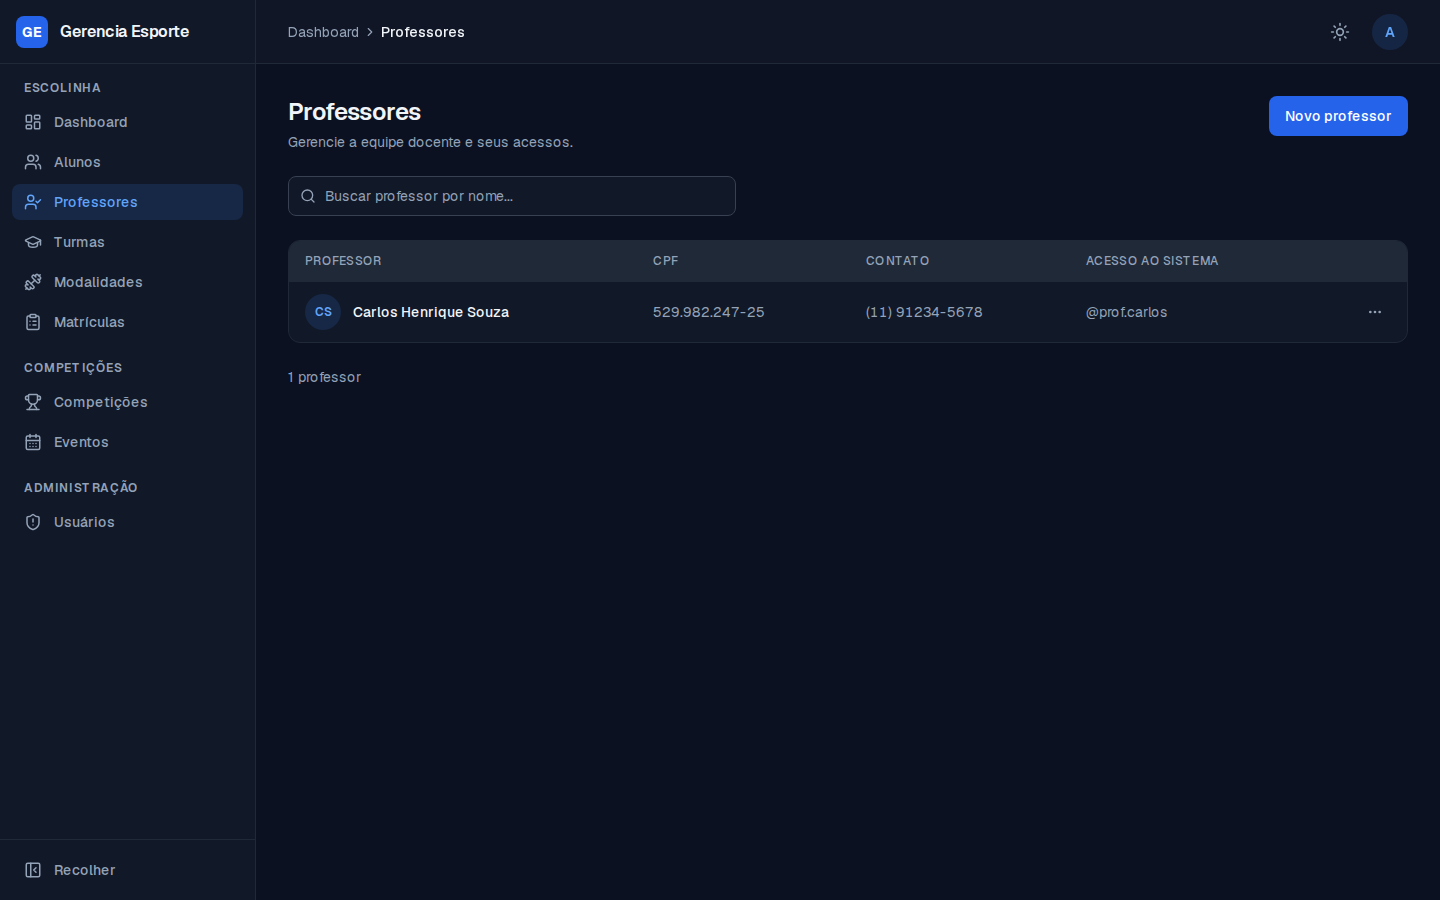 GE Gerencia Esporte
ESCOLINHA
Dashboard
Alunos
Professores
Turmas
Modalidades
Matrículas
COMPETIÇÕES
Competições
Eventos
ADMINISTRAÇÃO
Usuários
Recolher
Dashboard > Professores
A
Professores
Gerencie a equipe docente e seus acessos.
Novo professor
Buscar professor por nome...
PROFESSOR CPF CONTATO ACESSO AO SISTEMA
CS Carlos Henrique Souza 529.982.247-25 (11) 91234-5678 @prof.carlos
1 professor